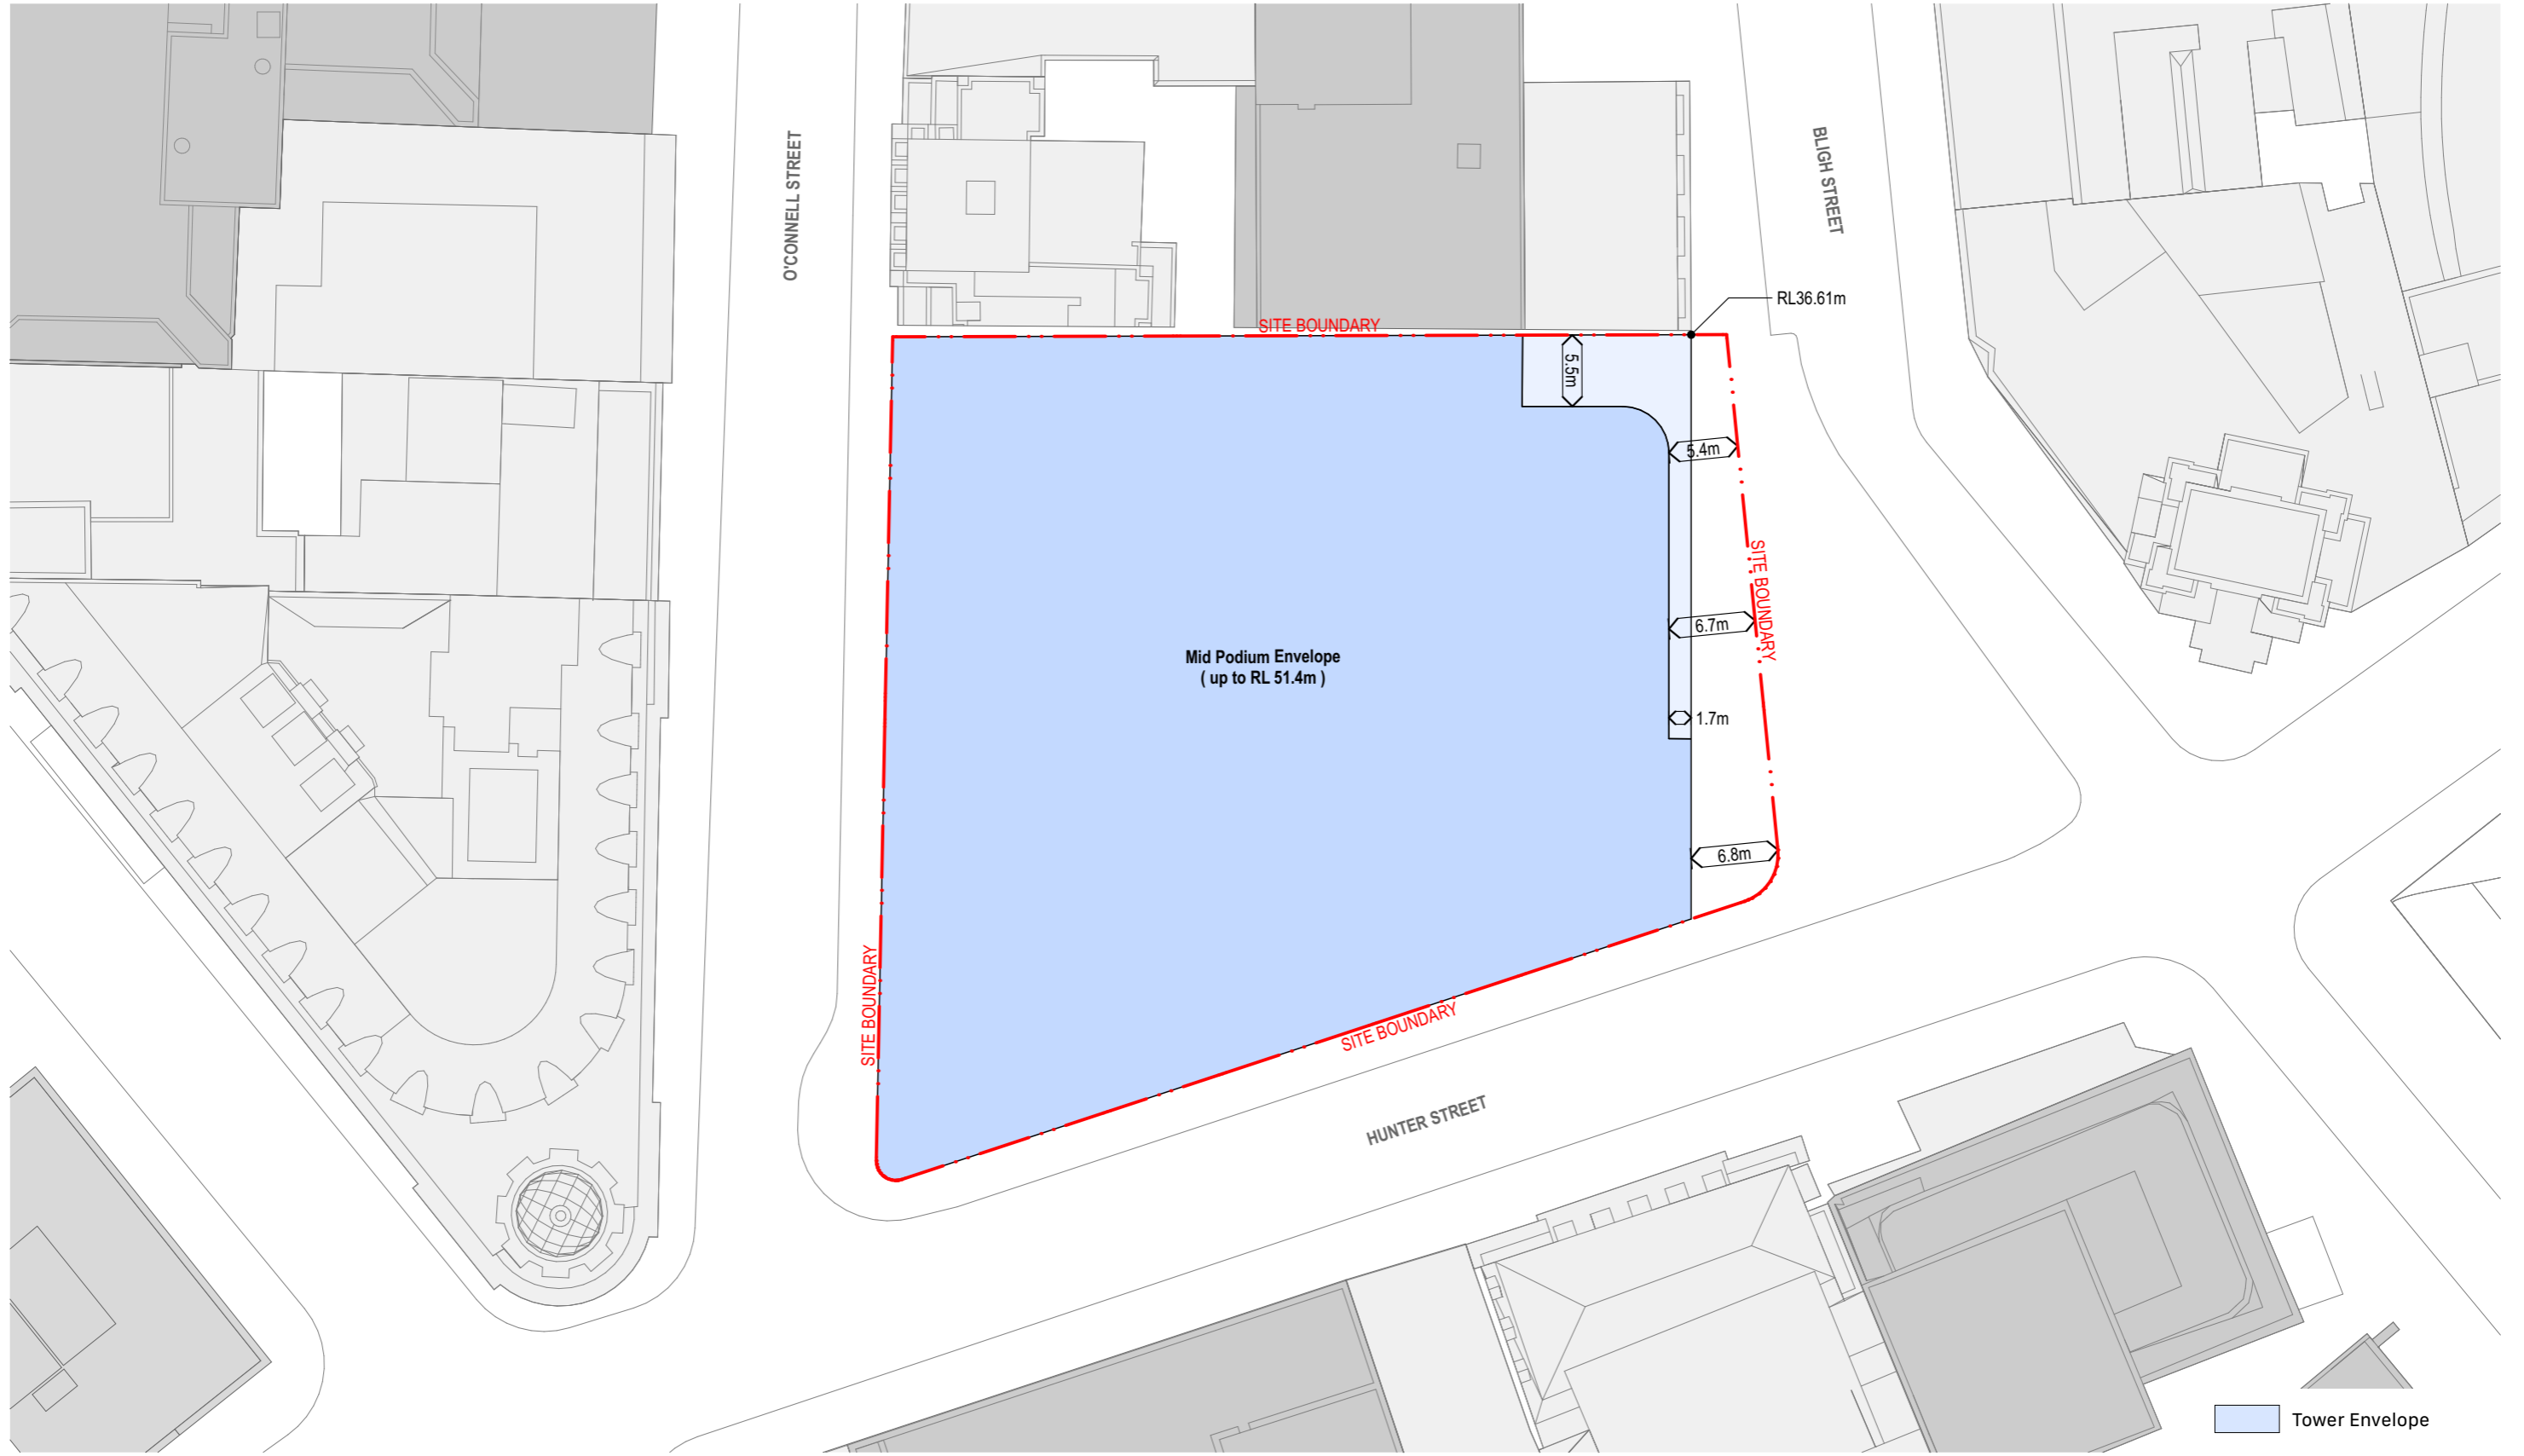 O'CONNELL STREET
BLIGH STREET
RL36.61m
SITE BOUNDARY
5.5m
5.4m
SITE BOUNDARY
6.7m
Mid Podium Envelope
( up to RL 51.4m )
1.7m
6.8m
SITE BOUNDARY
SITE BOUNDARY
HUNTER STREET
Tower Envelope